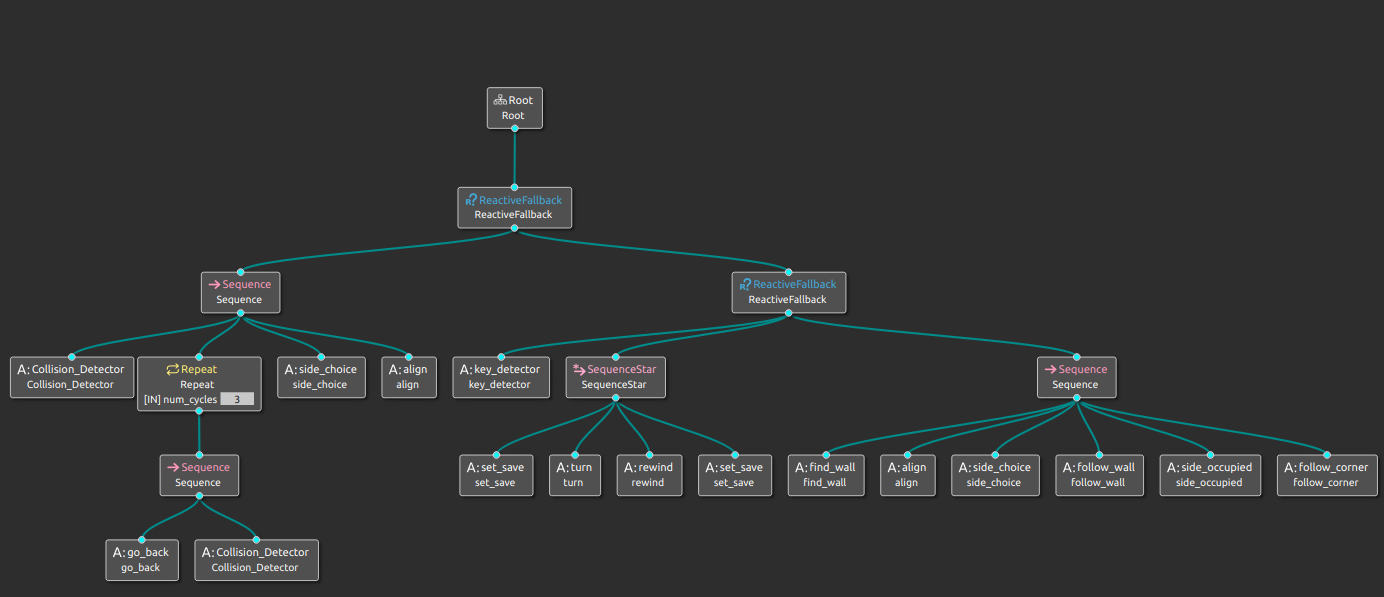 Root
Root
ReactiveFallback
ReactiveFallback
Sequence
Sequence
ReactiveFallback
ReactiveFallback
A: Collision_Detector
Collision_Detector
Repeat
Repeat
[IN] num_cycles 3
A: side_choice
side_choice
A: align
align
A: key_detector
key_detector
SequenceStar
SequenceStar
Sequence
Sequence
Sequence
Sequence
A: set_save
set_save
A: turn
turn
A: rewind
rewind
A: set_save
set_save
A: find_wall
find_wall
A: align
align
A: side_choice
side_choice
A: follow_wall
follow_wall
A: side_occupied
side_occupied
A: follow_corner
follow_corner
A: go_back
go_back
A: Collision_Detector
Collision_Detector